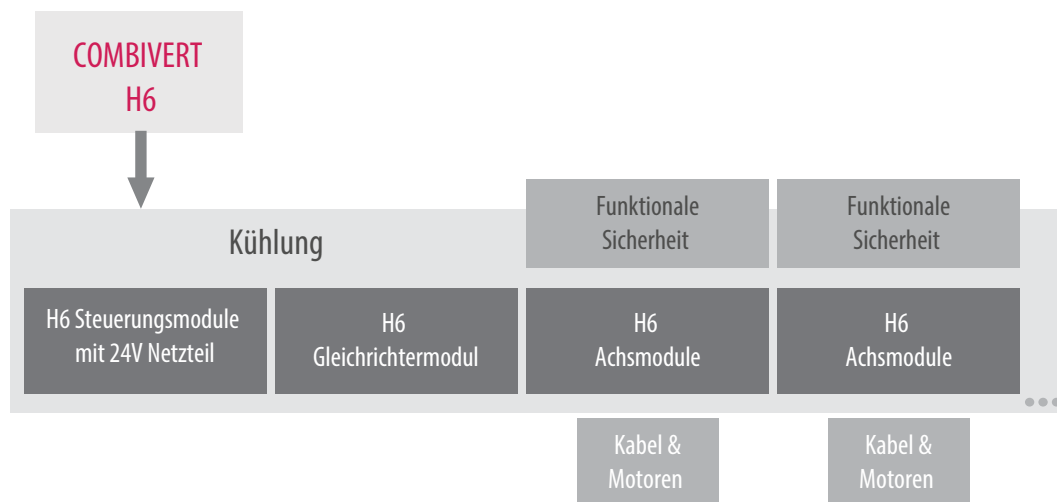 COMBIVERT
H6
Funktionale
Sicherheit
Funktionale
Sicherheit
Kühlung
H6 Steuerungsmodule
mit 24V Netzteil
H6
Gleichrichtermodul
H6
Achsmodule
H6
Achsmodule
Kabel &
Motoren
Kabel &
Motoren